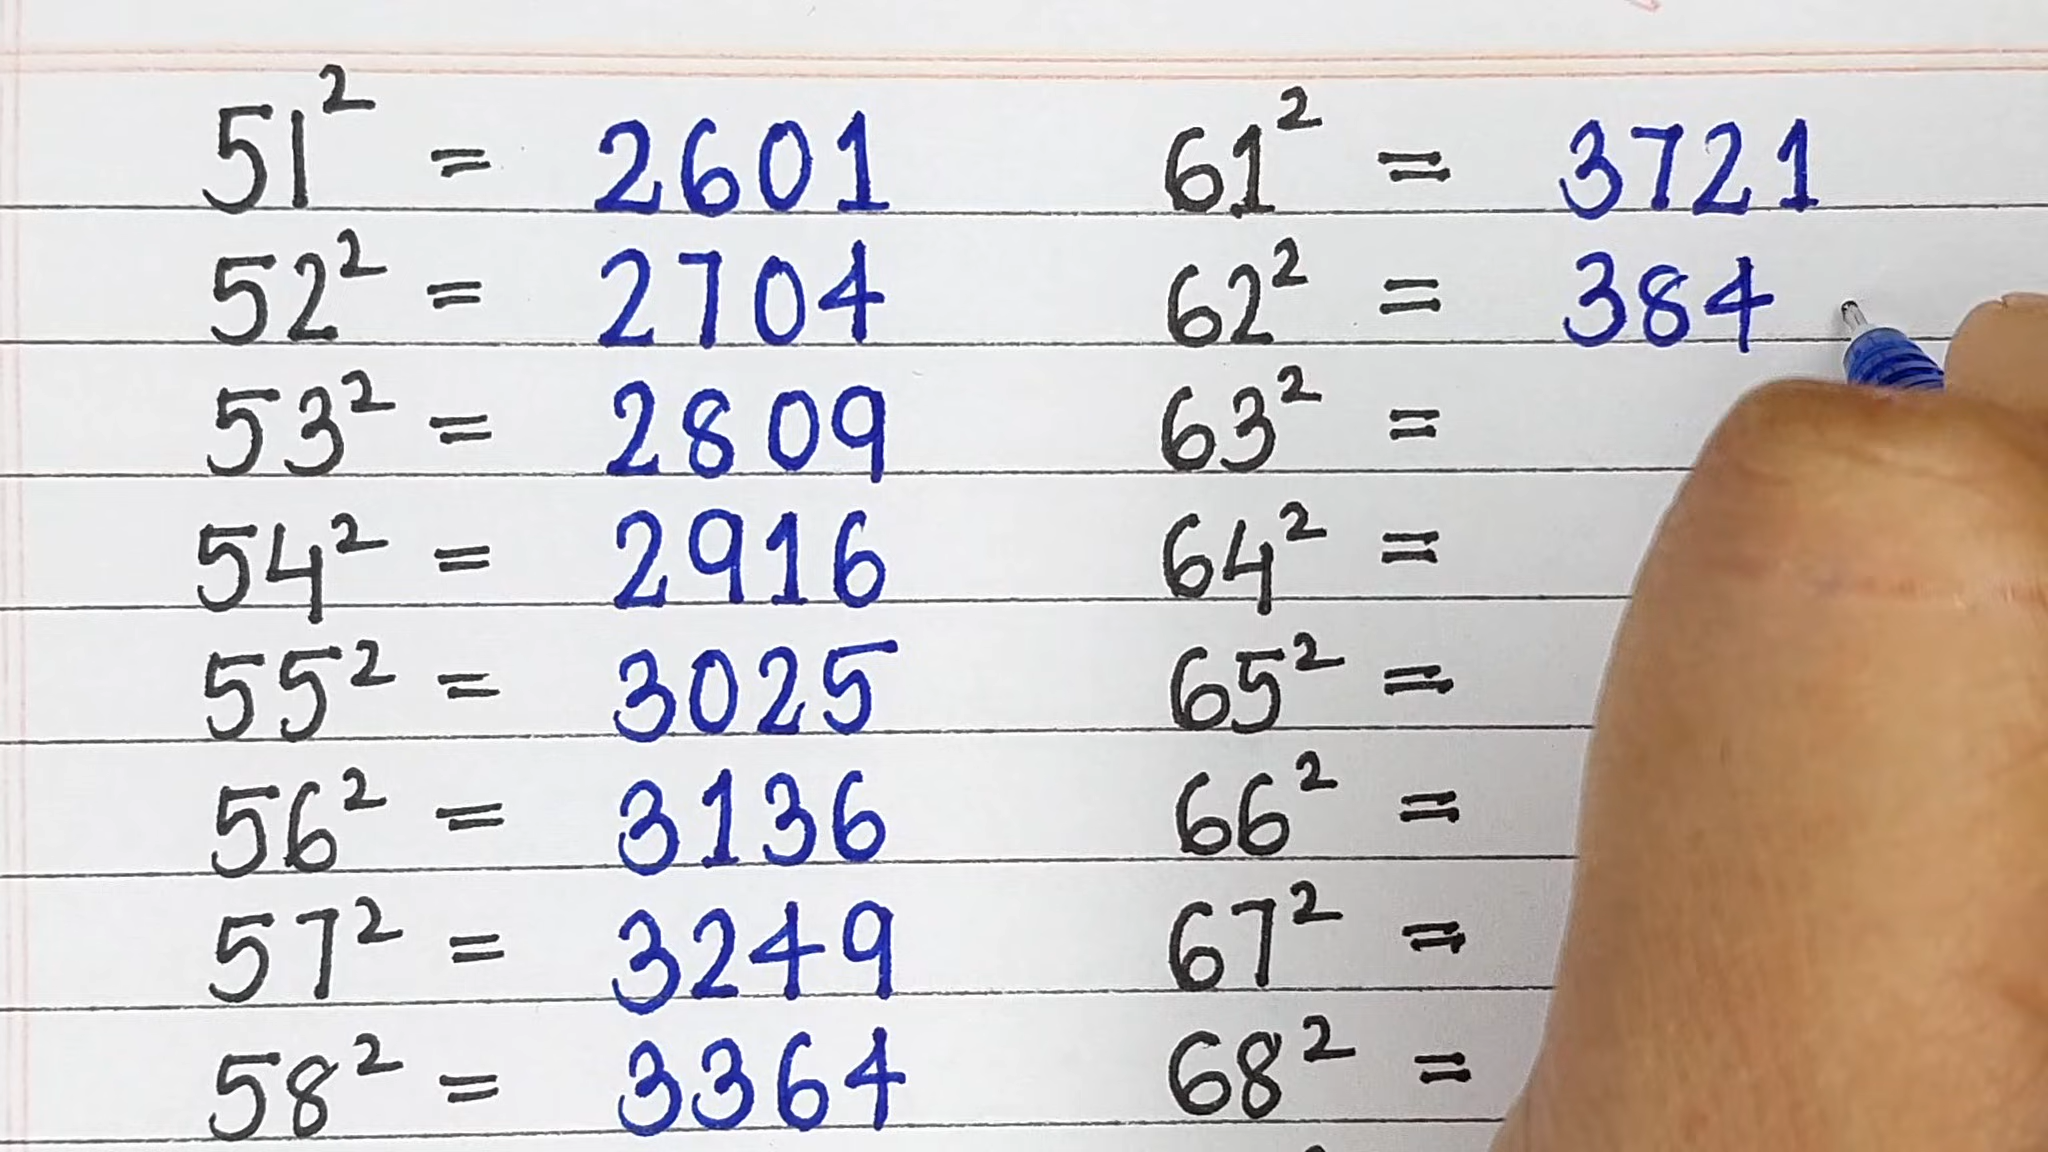 51² = 2601
52² = 2704
53² = 2809
54² = 2916
55² = 3025
56² = 3136
57² = 3249
58² = 3364
61² = 3721
62² = 384
63² =
64² =
65² =
66² =
67² =
68² =